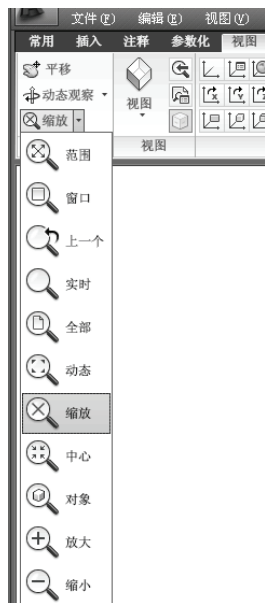 文件(F) 编辑(E) 视图(V)
常用 插入 注释 参数化 视图
平移
动态观察
缩放
视图
视图
范围
窗口
上一个
实时
全部
动态
缩放
中心
对象
放大
缩小